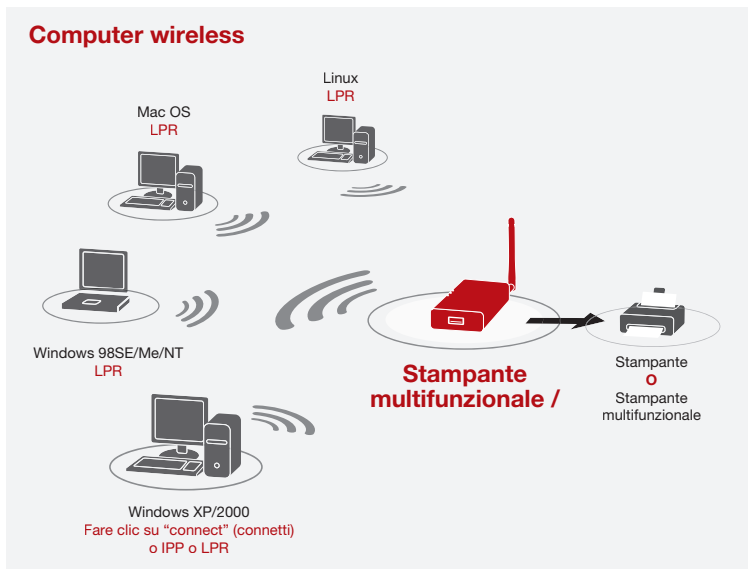 Computer wireless
Linux
LPR
Mac OS
LPR
Windows 98SE/Me/NT
LPR
Stampante
multifunzionale /
Stampante
O
Stampante
multifunzionale
Windows XP/2000
Fare clic su “connect” (connetti)
o IPP o LPR